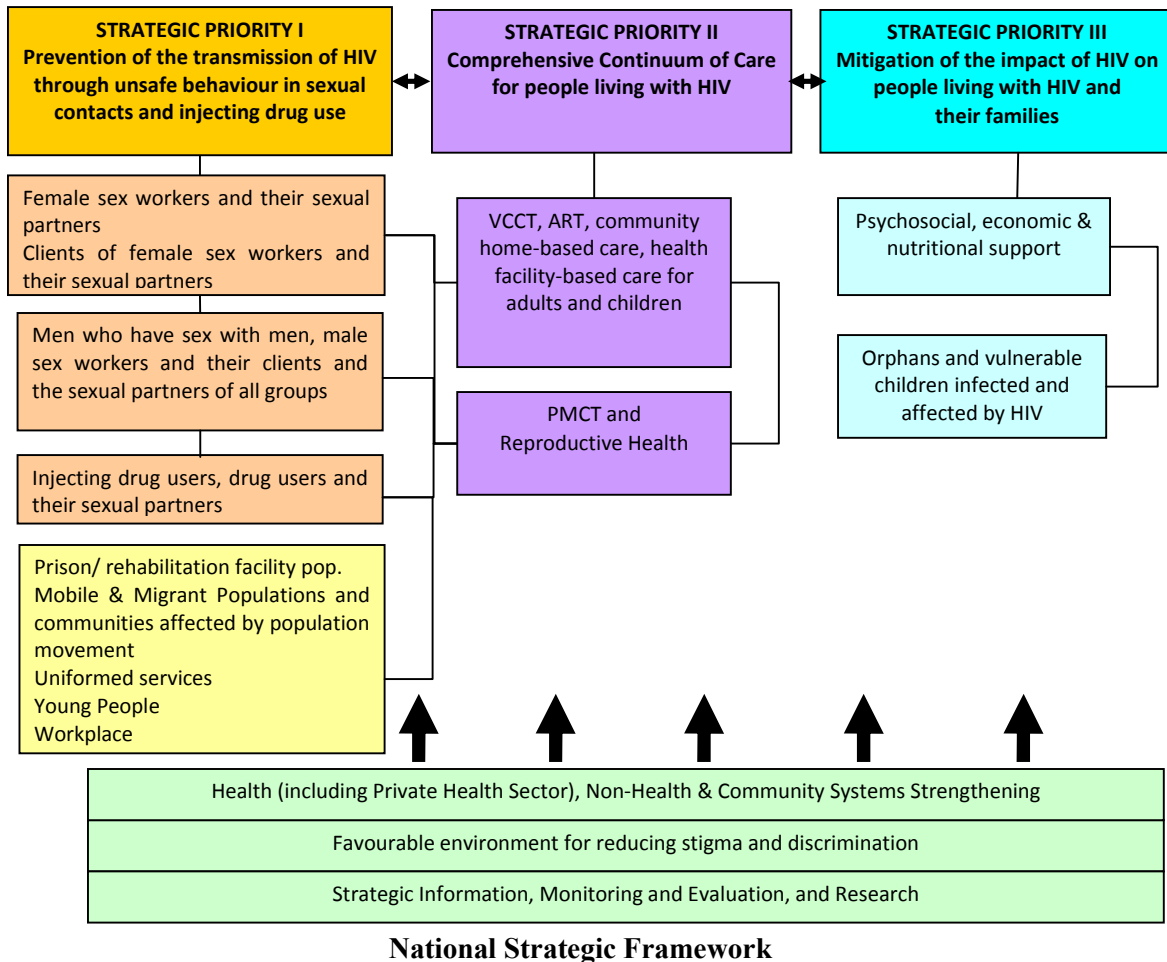 STRATEGIC PRIORITY I
Prevention of the transmission of HIV
through unsafe behaviour in sexual
contacts and injecting drug use
STRATEGIC PRIORITY II
Comprehensive Continuum of Care
for people living with HIV
STRATEGIC PRIORITY III
Mitigation of the impact of HIV on
people living with HIV and
their families
Female sex workers and their sexual
partners
Clients of female sex workers and
their sexual partners
Men who have sex with men, male
sex workers and their clients and
the sexual partners of all groups
Injecting drug users, drug users and
their sexual partners
Prison/ rehabilitation facility pop.
Mobile & Migrant Populations and
communities affected by population
movement
Uniformed services
Young People
Workplace
VCCT, ART, community
home-based care, health
facility-based care for
adults and children
PMCT and
Reproductive Health
Psychosocial, economic &
nutritional support
Orphans and vulnerable
children infected and
affected by HIV
Health (including Private Health Sector), Non-Health & Community Systems Strengthening
Favourable environment for reducing stigma and discrimination
Strategic Information, Monitoring and Evaluation, and Research
National Strategic Framework